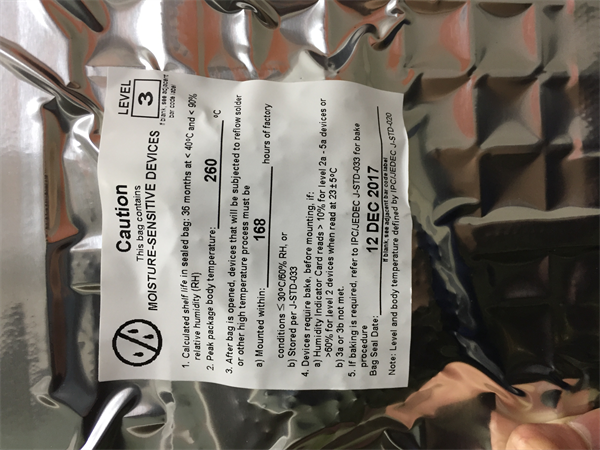 LEVEL
3
Caution
This bag contains
MOISTURE-SENSITIVE DEVICES
If blank, see adjacent
bar code label
1. Calculated shelf life in sealed bag: 36 months at < 40°C and < 90%
relative humidity (RH)
2. Peak package body temperature: 260 °C
3. After bag is opened, devices that will be subjected to reflow solder
or other high temperature process must be
a) Mounted within: 168 hours of factory
conditions ≤ 30°C/60% RH, or
b) Stored per J-STD-033
4. Devices require bake, before mounting, if:
a) Humidity Indicator Card reads > 10% for level 2a - 5a devices or
>60% for level 2 devices when read at 23±5°C
b) 3a or 3b not met.
5. If baking is required, refer to IPC/JEDEC J-STD-033 for bake
procedure
Bag Seal Date: 12 DEC 2017
If blank, see adjacent bar code label
Note: Level and body temperature defined by IPC/JEDEC J-STD-020